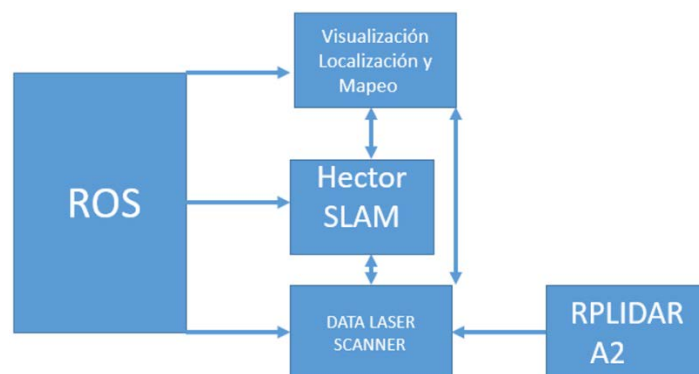 Visualización
Localización y
Mapeo
ROS
Hector
SLAM
DATA LASER
SCANNER
RPLIDAR
A2